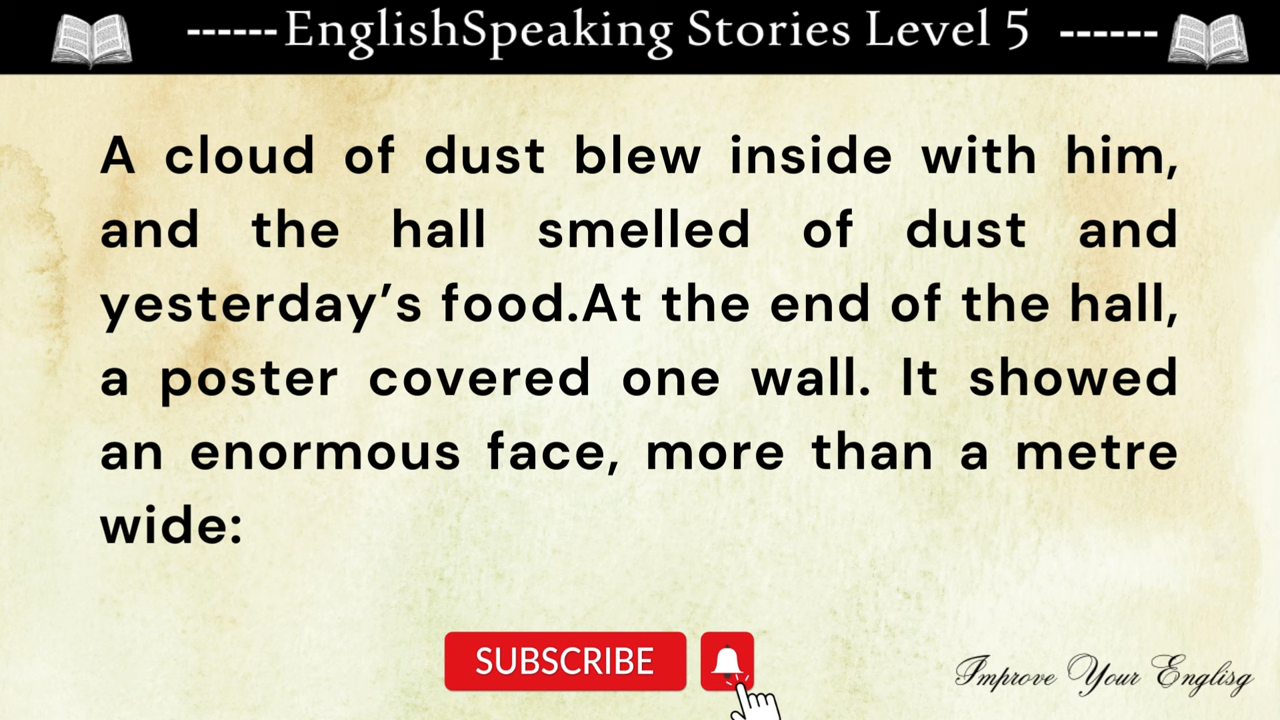 ------EnglishSpeaking Stories Level 5 ------
A cloud of dust blew inside with him,
and the hall smelled of dust and
yesterday’s food.At the end of the hall,
a poster covered one wall. It showed
an enormous face, more than a metre
wide:
SUBSCRIBE
Improve Your Englisg